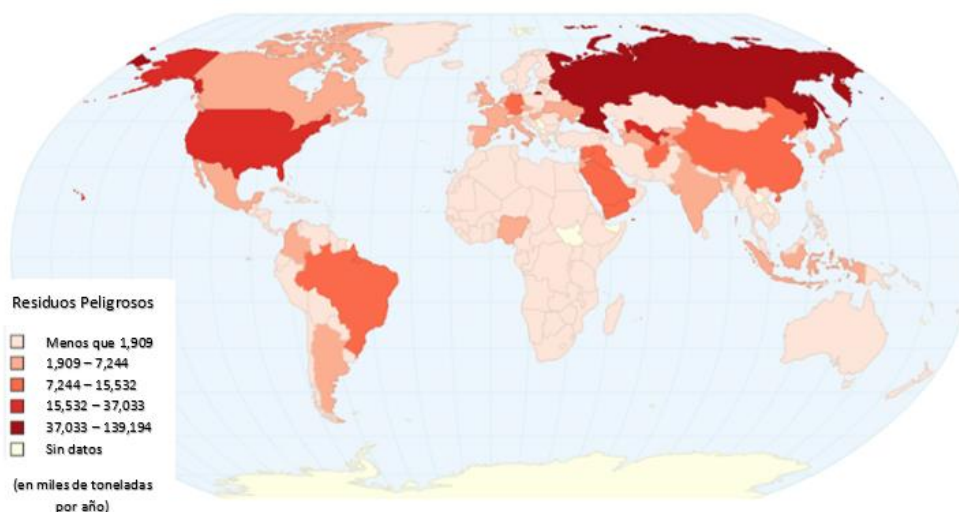 Residuos Peligrosos
Menos que 1,909
1,909 – 7,244
7,244 – 15,532
15,532 – 37,033
37,033 – 139,194
Sin datos
(en miles de toneladas
por año)